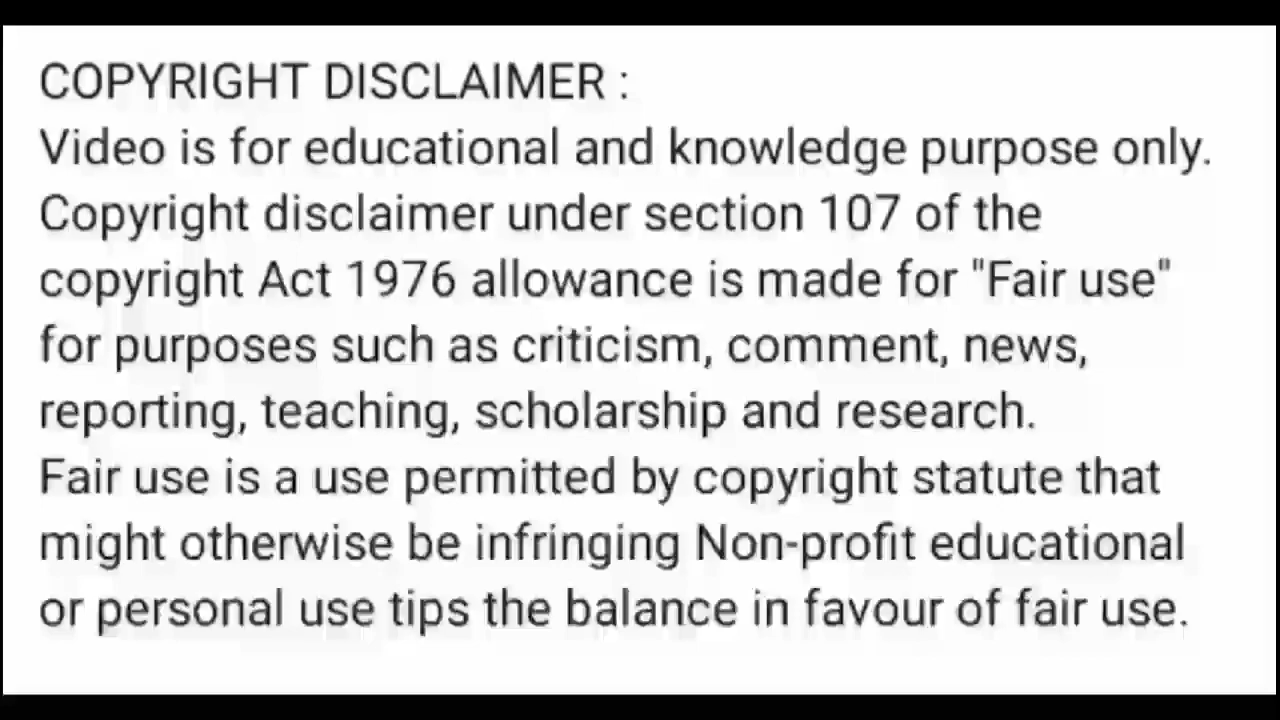 COPYRIGHT DISCLAIMER :
Video is for educational and knowledge purpose only.
Copyright disclaimer under section 107 of the
copyright Act 1976 allowance is made for "Fair use"
for purposes such as criticism, comment, news,
reporting, teaching, scholarship and research.
Fair use is a use permitted by copyright statute that
might otherwise be infringing Non-profit educational
or personal use tips the balance in favour of fair use.